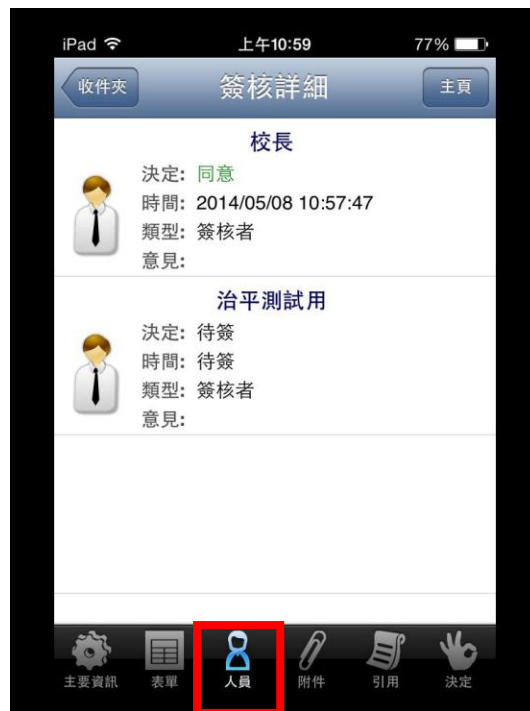 iPad 上午10:59 77%
收件夾 簽核詳細 主頁
校長
決定: 同意
時間: 2014/05/08 10:57:47
類型: 簽核者
意見:
治平測試用
決定: 待簽
時間: 待簽
類型: 簽核者
意見:
主要資訊 表單 人員 附件 引用 決定